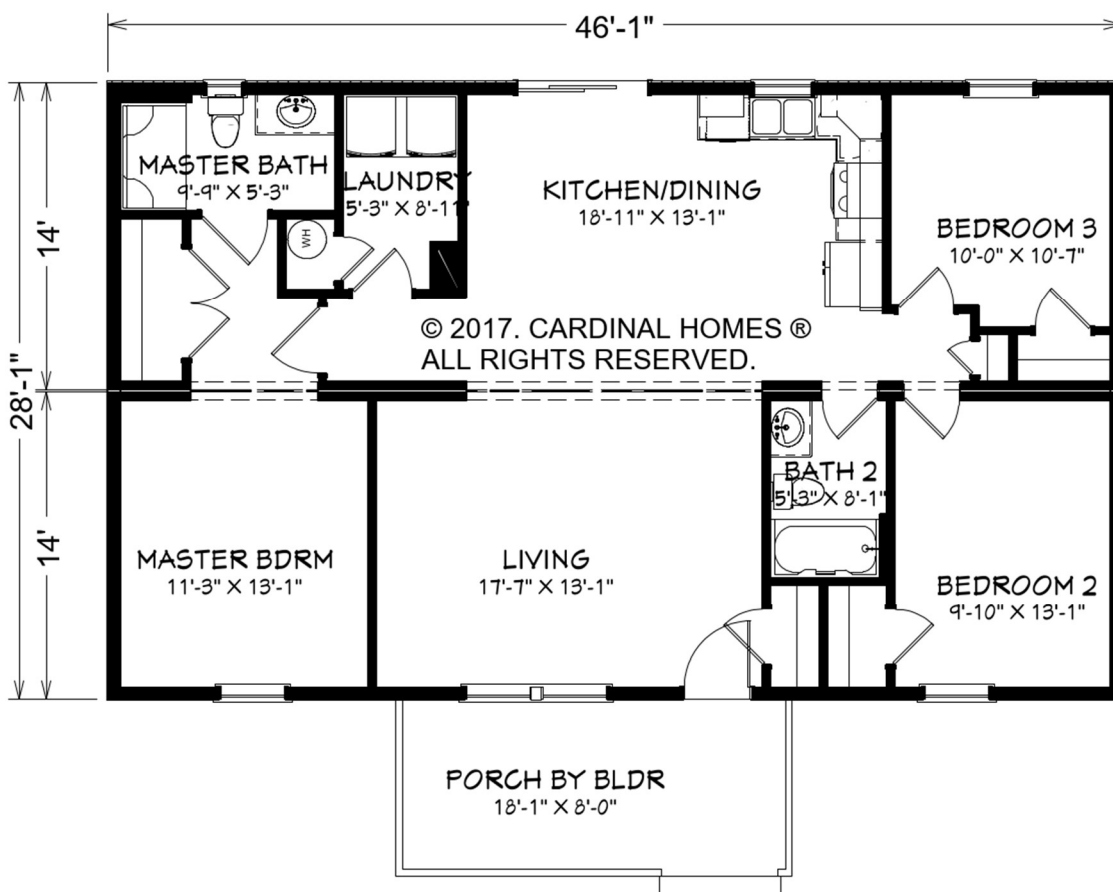 46'-1"
MASTER BATH
9'-9" X 5'-3"
LAUNDRY
5'-3" X 8'-11"
KITCHEN/DINING
18'-11" X 13'-1"
BEDROOM 3
10'-0" X 10'-7"
WH
14'
28'-1"
© 2017. CARDINAL HOMES ®
ALL RIGHTS RESERVED.
14'
MASTER BDRM
11'-3" X 13'-1"
LIVING
17'-7" X 13'-1"
BATH 2
5'-3" X 8'-1"
BEDROOM 2
9'-10" X 13'-1"
PORCH BY BLDR
18'-1" X 8'-0"